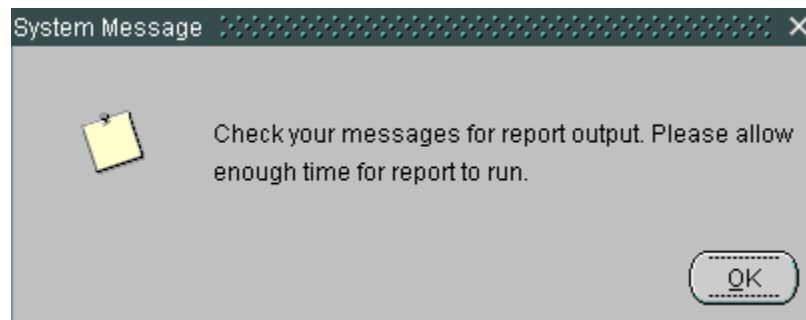 System Message
Check your messages for report output. Please allow
enough time for report to run.
OK